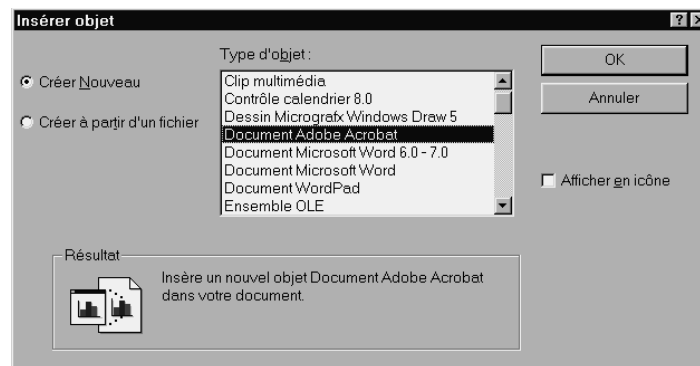 Insérer objet
Type d'objet :
Créer Nouveau
Créer à partir d'un fichier
Clip multimédia
Contrôle calendrier 8.0
Dessin Micrografx Windows Draw 5
Document Adobe Acrobat
Document Microsoft Word 6.0 - 7.0
Document Microsoft Word
Document WordPad
Ensemble OLE
OK
Annuler
Afficher en icône
Résultat
Insère un nouvel objet Document Adobe Acrobat
dans votre document.